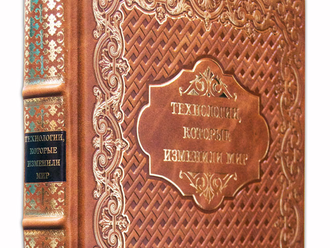 ТЕХНОЛОГИИ,
КОТОРЫЕ
ИЗМЕНИЛИ
МИР
ТЕХНОЛОГИИ,
КОТОРЫЕ
ИЗМЕНИЛИ МИР